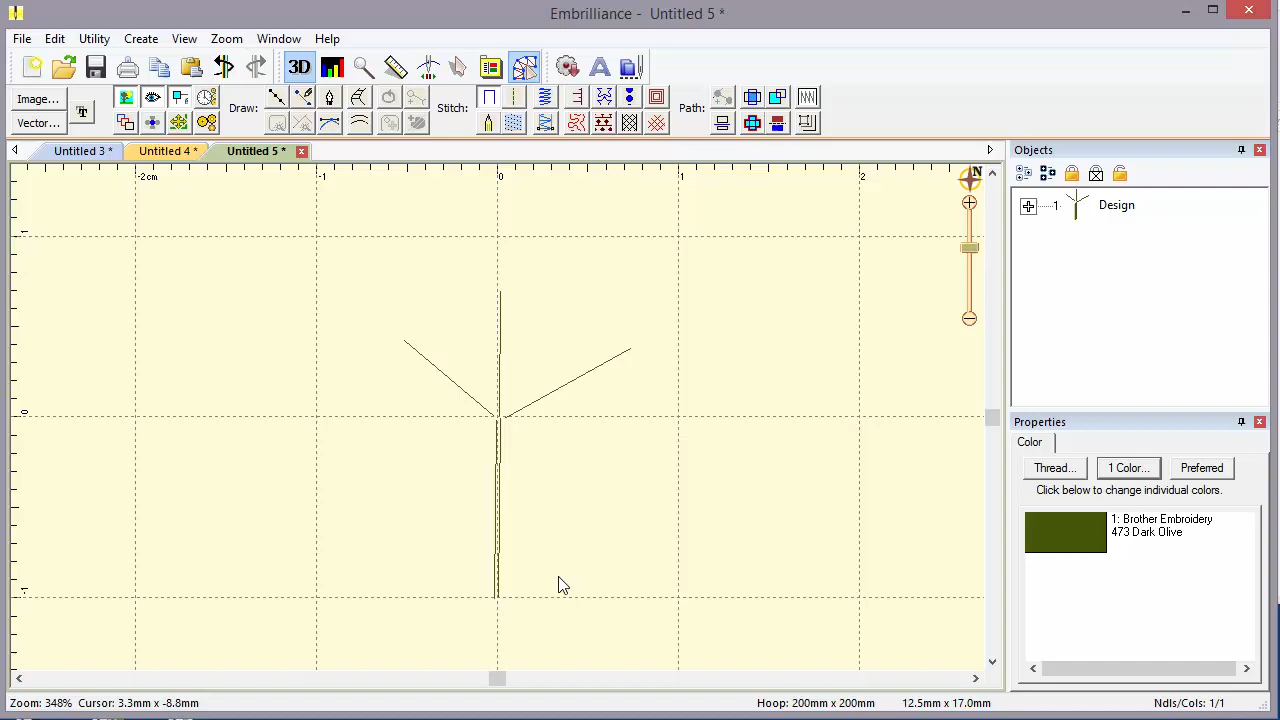 Embrilliance - Untitled 5 *
File Edit Utility Create View Zoom Window Help
3D
Image... Draw: Stitch: Path:
Vector...
Untitled 3 * Untitled 4 * Untitled 5 *
-2cm -1 0 1 2
N
1
0
-1
Objects
1 Design
Properties
Color
Thread... 1 Color... Preferred
Click below to change individual colors.
1: Brother Embroidery
473 Dark Olive
Zoom: 348% Cursor: 3.3mm x -8.8mm Hoop: 200mm x 200mm 12.5mm x 17.0mm Ndls/Cols: 1/1